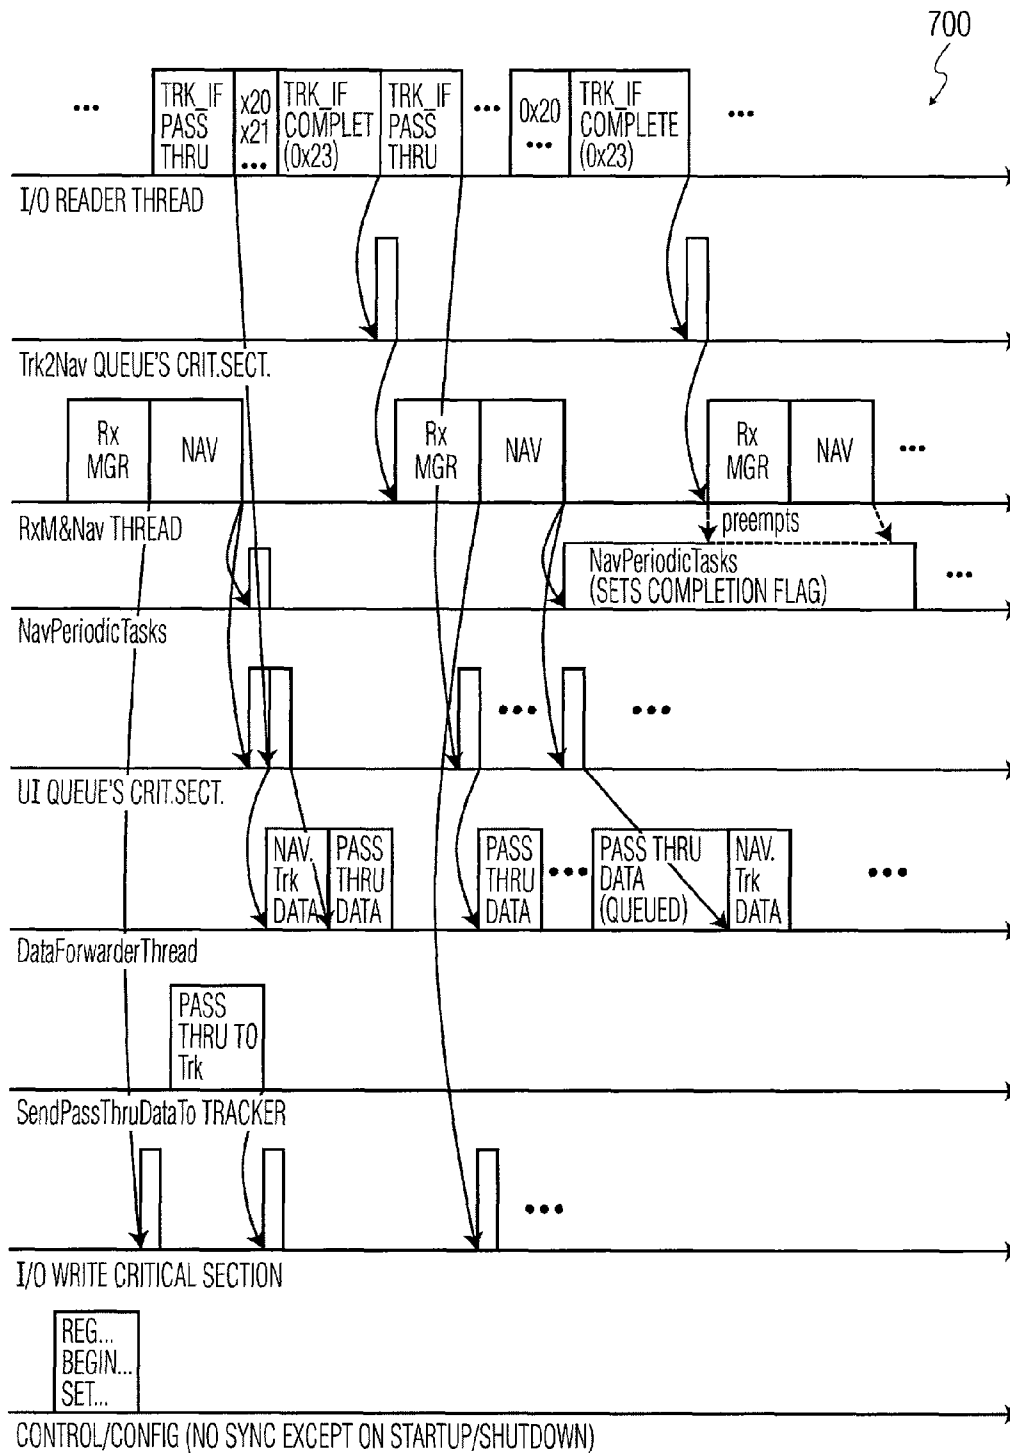 700
... TRK_IF PASS THRU x20 x21 ... TRK_IF COMPLET (0x23) TRK_IF PASS THRU ... 0x20 ... TRK_IF COMPLETE (0x23) ...
I/O READER THREAD
Trk2Nav QUEUE'S CRIT.SECT.
Rx MGR NAV Rx MGR NAV Rx MGR NAV ...
RxM&Nav THREAD
preempts
NavPeriodicTasks
(SETS COMPLETION FLAG)
...
NavPeriodicTasks
... ...
UI QUEUE'S CRIT.SECT.
NAV. Trk DATA PASS THRU DATA PASS THRU DATA ... PASS THRU DATA (QUEUED) NAV. Trk DATA ...
DataForwarderThread
PASS
THRU TO
Trk
SendPassThruDataTo TRACKER
...
I/O WRITE CRITICAL SECTION
REG...
BEGIN...
SET...
CONTROL/CONFIG (NO SYNC EXCEPT ON STARTUP/SHUTDOWN)